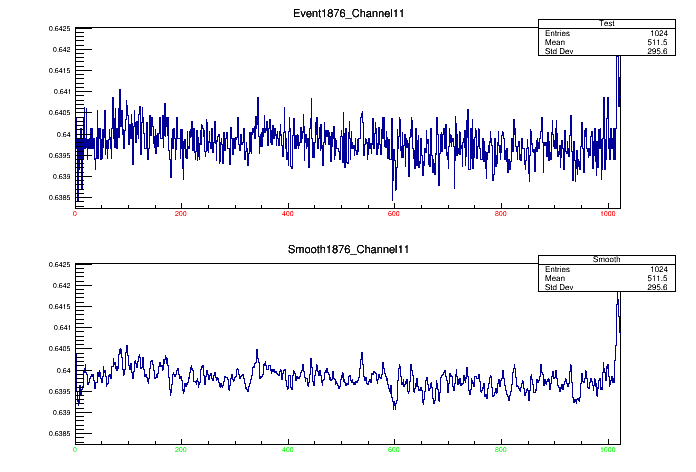 Event1876_Channel11
Test
Entries 1024
Mean 511.5
Std Dev 295.6
0.6425
0.642
0.6415
0.641
0.6405
0.64
0.6395
0.639
0.6385
0 200 400 600 800 1000
Smooth1876_Channel11
Smooth
Entries 1024
Mean 511.5
Std Dev 295.6
0.6425
0.642
0.6415
0.641
0.6405
0.64
0.6395
0.639
0.6385
0 200 400 600 800 1000